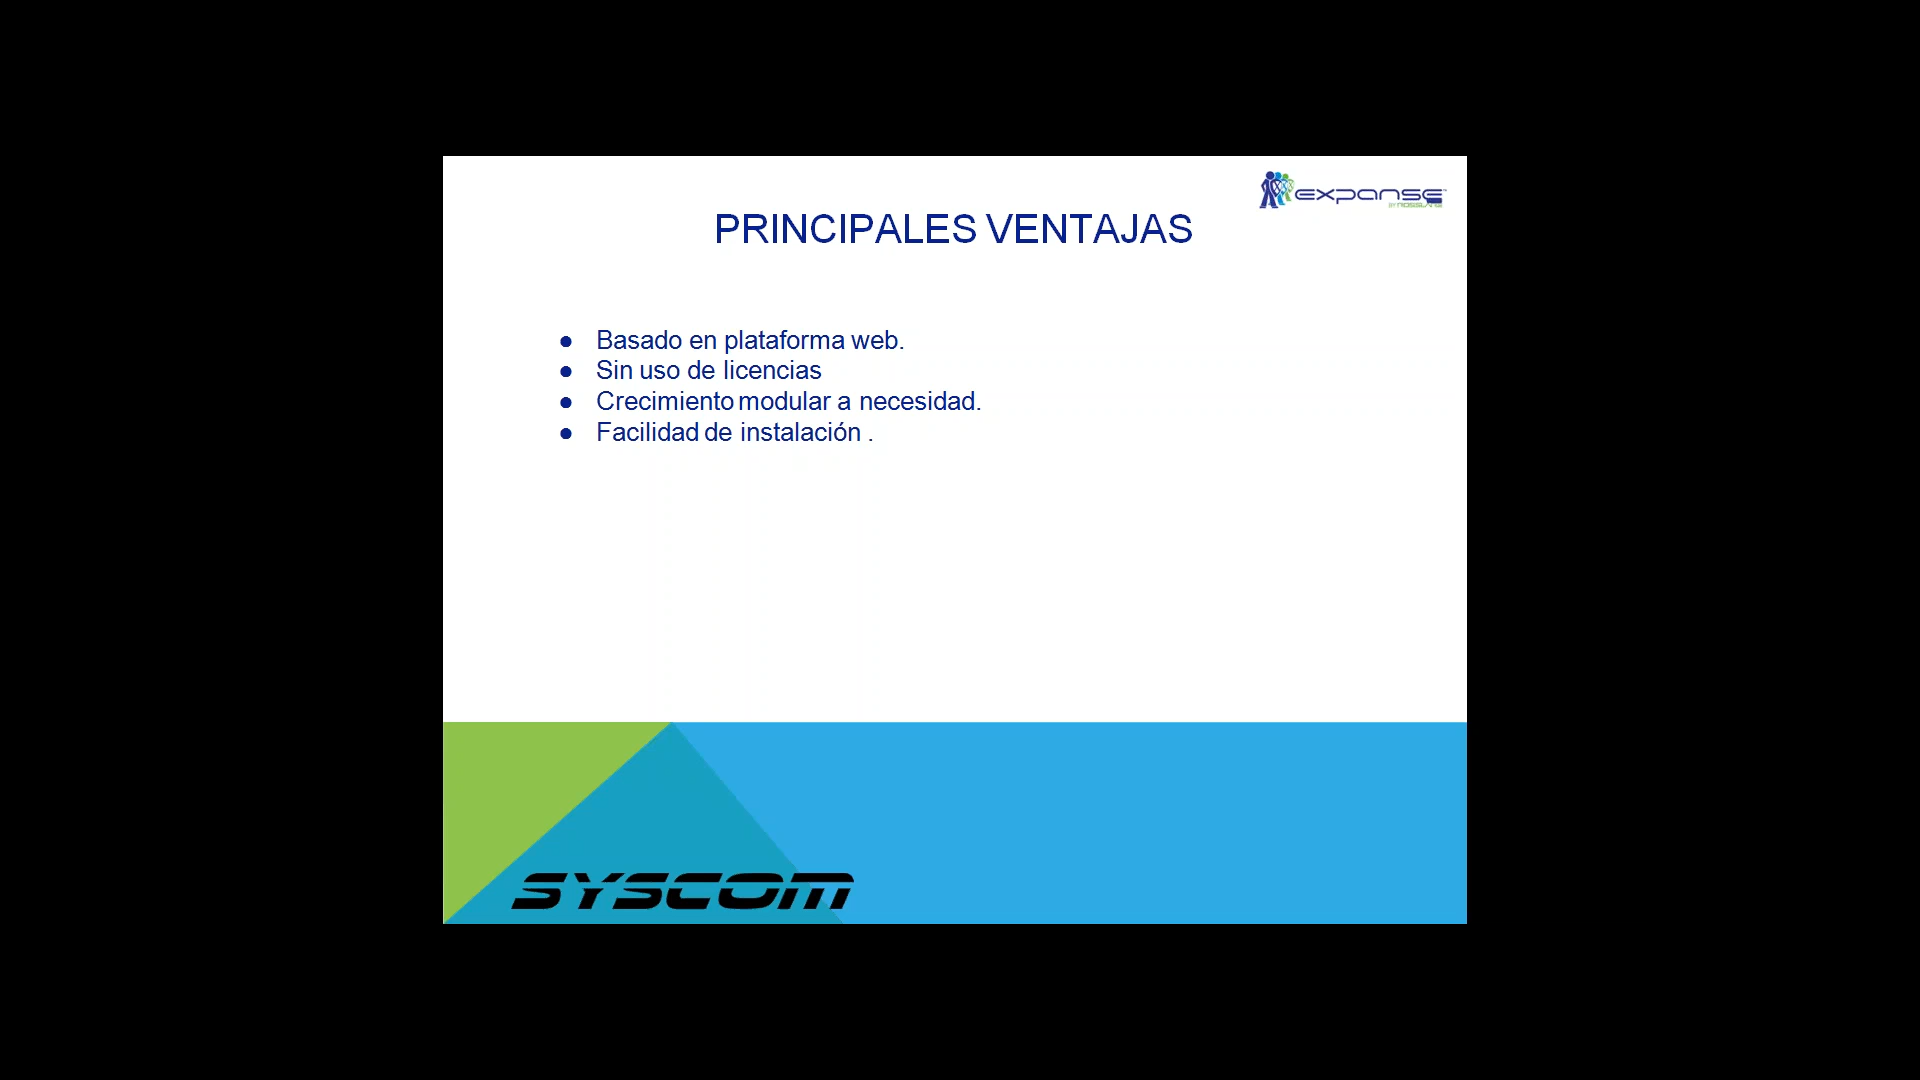 expanse
PRINCIPALES VENTAJAS
● Basado en plataforma web.
● Sin uso de licencias
● Crecimiento modular a necesidad.
● Facilidad de instalación .
SYSCOM